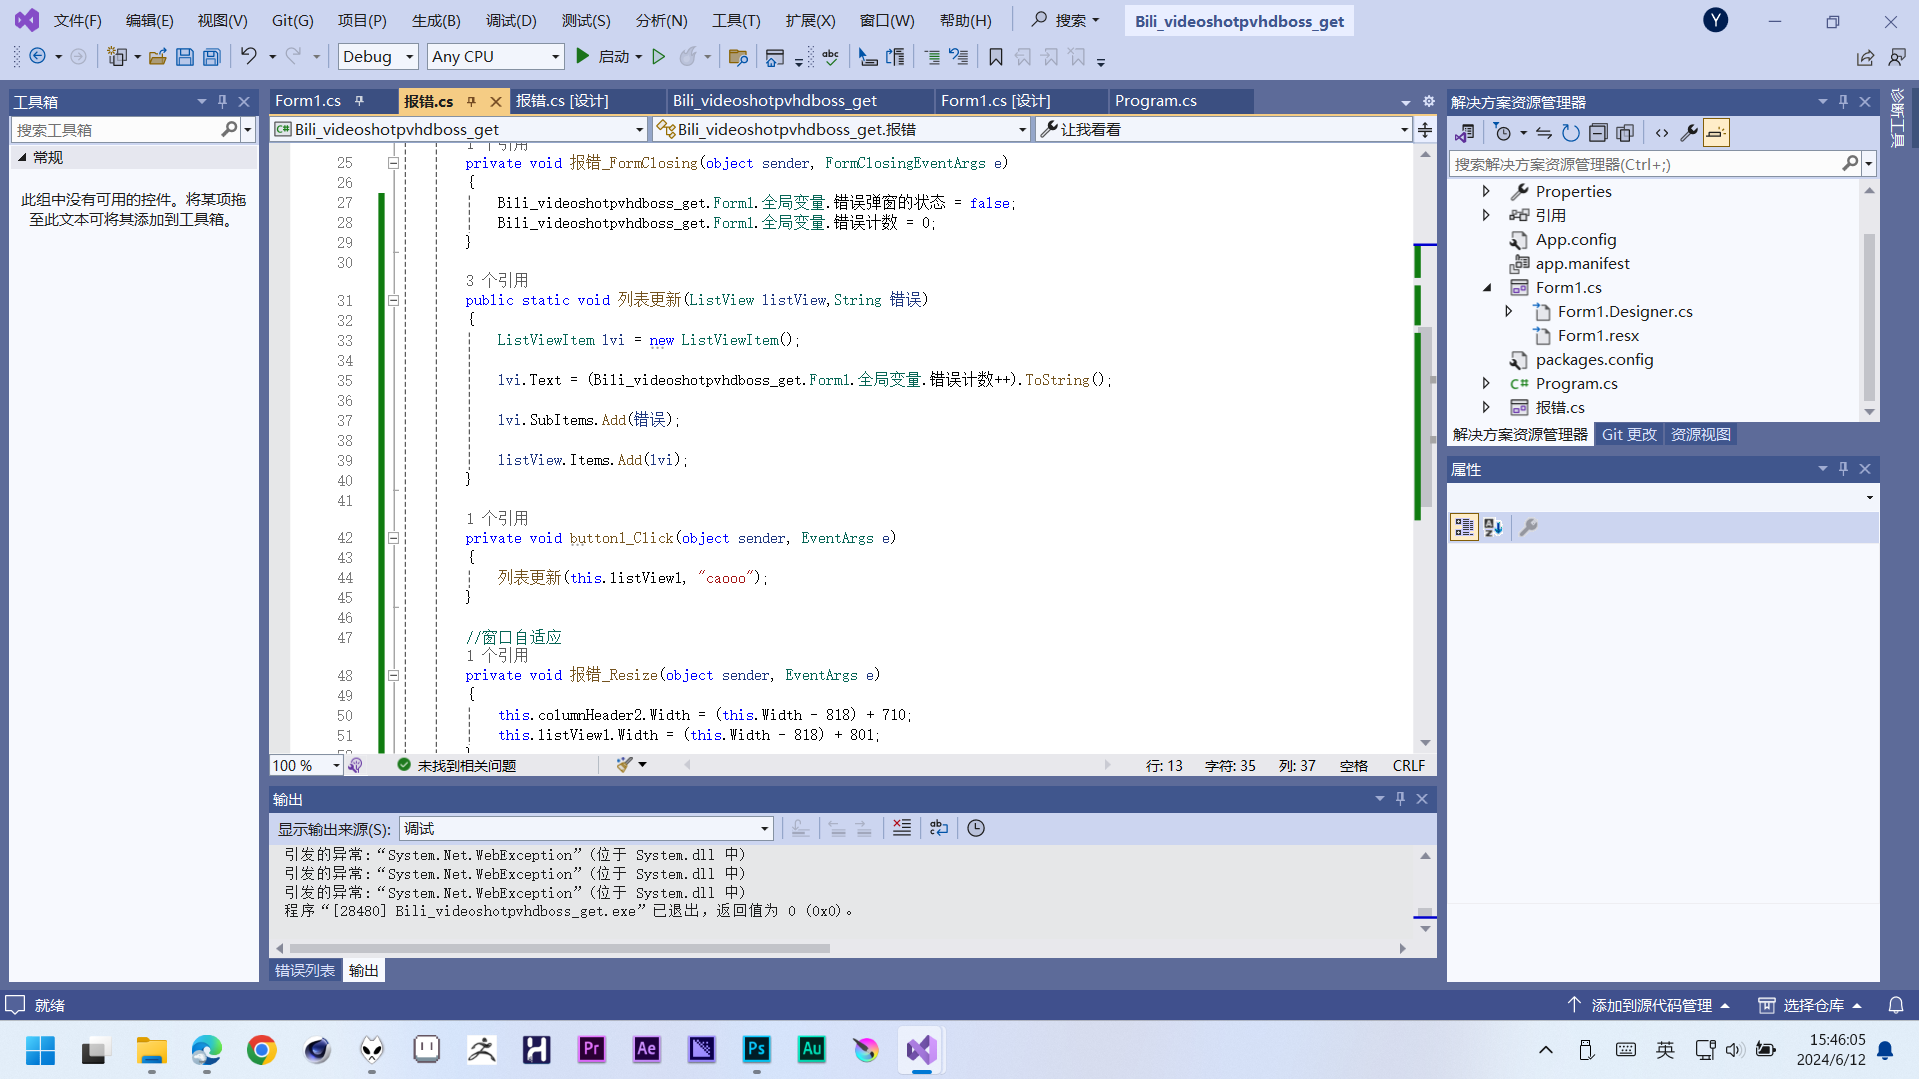 文件(F) 编辑(E) 视图(V) Git(G) 项目(P) 生成(B) 调试(D) 测试(S) 分析(N) 工具(T) 扩展(X) 窗口(W) 帮助(H) 搜索 Bili_videoshotpvhdboss_get Y
Debug Any CPU 启动 abc
工具箱
搜索工具箱
常规
此组中没有可用的控件。将某项拖
至此文本可将其添加到工具箱。
Form1.cs 报错.cs 报错.cs [设计] Bili_videoshotpvhdboss_get Form1.cs [设计] Program.cs
Bili_videoshotpvhdboss_get Bili_videoshotpvhdboss_get.报错 让我看看
1 个引用
25 private void 报错_FormClosing(object sender, FormClosingEventArgs e)
26 {
27 Bili_videoshotpvhdboss_get.Form1.全局变量.错误弹窗的状态 = false;
28 Bili_videoshotpvhdboss_get.Form1.全局变量.错误计数 = 0;
29 }
30
3 个引用
31 public static void 列表更新(ListView listView,String 错误)
32 {
33 ListViewItem lvi = new ListViewItem();
34
35 lvi.Text = (Bili_videoshotpvhdboss_get.Form1.全局变量.错误计数++).ToString();
36
37 lvi.SubItems.Add(错误);
38
39 listView.Items.Add(lvi);
40 }
41
1 个引用
42 private void button1_Click(object sender, EventArgs e)
43 {
44 列表更新(this.listView1, "caooo");
45 }
46
47 //窗口自适应
1 个引用
48 private void 报错_Resize(object sender, EventArgs e)
49 {
50 this.columnHeader2.Width = (this.Width - 818) + 710;
51 this.listView1.Width = (this.Width - 818) + 801;
100 % 未找到相关问题 行: 13 字符: 35 列: 37 空格 CRLF
输出
显示输出来源(S): 调试
引发的异常:“System.Net.WebException”(位于 System.dll 中)
引发的异常:“System.Net.WebException”(位于 System.dll 中)
引发的异常:“System.Net.WebException”(位于 System.dll 中)
程序“[28480] Bili_videoshotpvhdboss_get.exe”已退出，返回值为 0 (0x0)。
错误列表 输出
解决方案资源管理器
搜索解决方案资源管理器(Ctrl+;)
Properties
引用
App.config
app.manifest
Form1.cs
Form1.Designer.cs
Form1.resx
packages.config
C# Program.cs
报错.cs
解决方案资源管理器 Git 更改 资源视图
属性
诊断工具
就绪 添加到源代码管理 选择仓库
Pr Ae Ps Au 英 15:46:05
2024/6/12